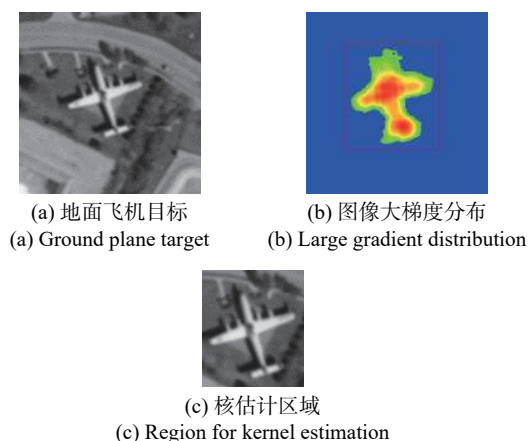 (a) 地面飞机目标
(a) Ground plane target
(b) 图像大梯度分布
(b) Large gradient distribution
(c) 核估计区域
(c) Region for kernel estimation